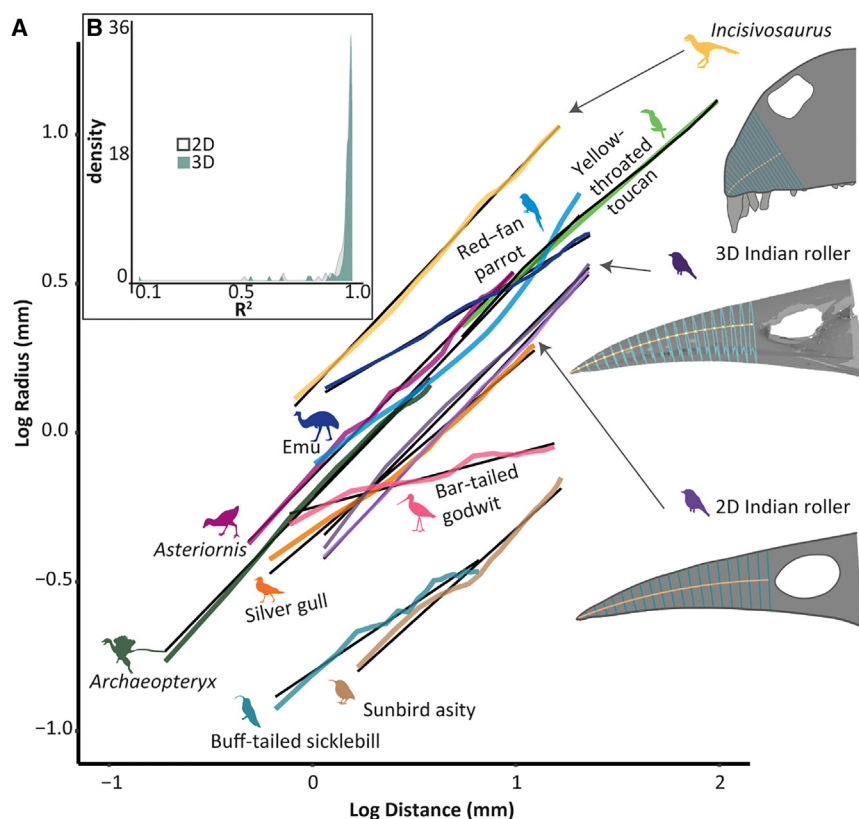 A
B
36
18
0
density
2D
3D
0.1
0.5
1.0
R²
Incisivosaurus
Yellow-
throated
toucan
Red–fan
parrot
3D Indian roller
Emu
Bar-tailed
godwit
2D Indian roller
Asteriornis
Silver gull
Archaeopteryx
Sunbird asity
Buff-tailed sicklebill
1.0
0.5
0.0
−0.5
−1.0
Log Radius (mm)
−1
0
1
2
Log Distance (mm)